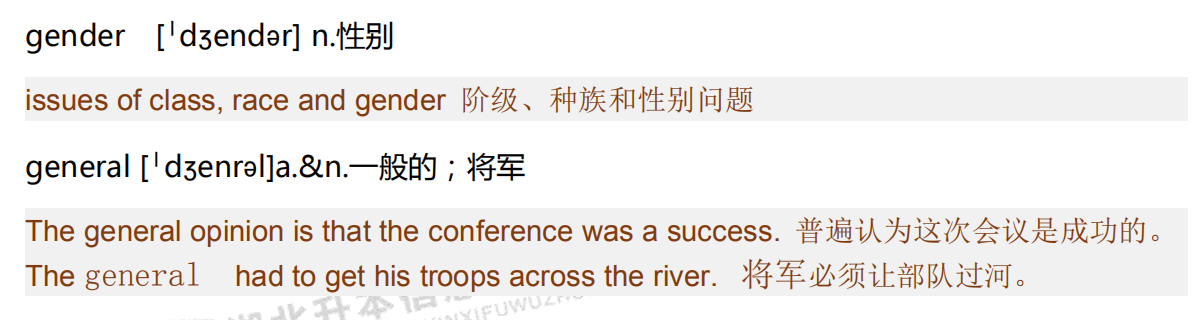 gender [ˈdʒendər] n.性别
issues of class, race and gender 阶级、种族和性别问题
general [ˈdʒenrəl]a.&n.一般的；将军
The general opinion is that the conference was a success. 普遍认为这次会议是成功的。
The general had to get his troops across the river. 将军必须让部队过河。